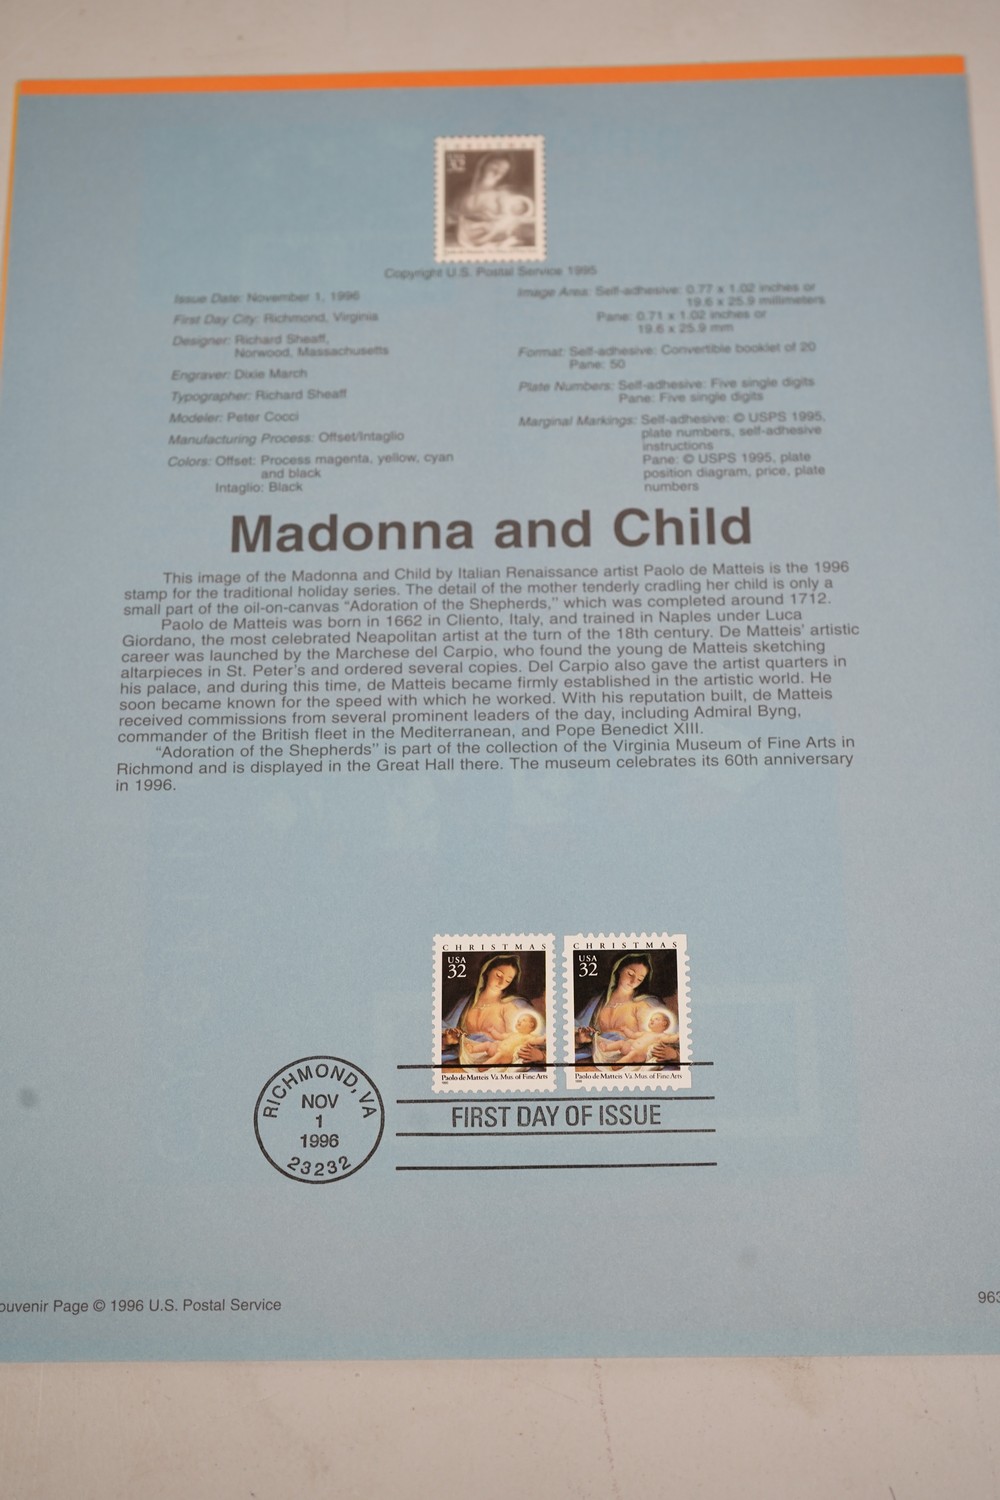 USA
32
Copyright U.S. Postal Service 1995
Issue Date: November 1, 1996
First Day City: Richmond, Virginia
Designer: Richard Sheaff,
Norwood, Massachusetts
Engraver: Dixie March
Typographer: Richard Sheaff
Modeler: Peter Cocci
Manufacturing Process: Offset/Intaglio
Colors: Offset: Process magenta, yellow, cyan
and black
Intaglio: Black
Image Area: Self-adhesive: 0.77 x 1.02 inches or
19.6 x 25.9 millimeters
Pane: 0.71 x 1.02 inches or
19.6 x 25.9 mm
Format: Self-adhesive: Convertible booklet of 20
Pane: 50
Plate Numbers: Self-adhesive: Five single digits
Pane: Five single digits
Marginal Markings: Self-adhesive: © USPS 1995,
plate numbers, self-adhesive
instructions
Pane: © USPS 1995, plate
position diagram, price, plate
numbers
Madonna and Child
This image of the Madonna and Child by Italian Renaissance artist Paolo de Matteis is the 1996
stamp for the traditional holiday series. The detail of the mother tenderly cradling her child is only a
small part of the oil-on-canvas “Adoration of the Shepherds,” which was completed around 1712.
Paolo de Matteis was born in 1662 in Cliento, Italy, and trained in Naples under Luca
Giordano, the most celebrated Neapolitan artist at the turn of the 18th century. De Matteis’ artistic
career was launched by the Marchese del Carpio, who found the young de Matteis sketching
altarpieces in St. Peter’s and ordered several copies. Del Carpio also gave the artist quarters in
his palace, and during this time, de Matteis became firmly established in the artistic world. He
soon became known for the speed with which he worked. With his reputation built, de Matteis
received commissions from several prominent leaders of the day, including Admiral Byng,
commander of the British fleet in the Mediterranean, and Pope Benedict XIII.
“Adoration of the Shepherds” is part of the collection of the Virginia Museum of Fine Arts in
Richmond and is displayed in the Great Hall there. The museum celebrates its 60th anniversary
in 1996.
CHRISTMAS
USA
32
Paolo de Matteis Va. Mus of Fine Arts
1996
CHRISTMAS
USA
32
Paolo de Matteis Va. Mus of Fine Arts
1996
RICHMOND, VA
NOV
1
1996
23232
FIRST DAY OF ISSUE
ouvenir Page © 1996 U.S. Postal Service
963